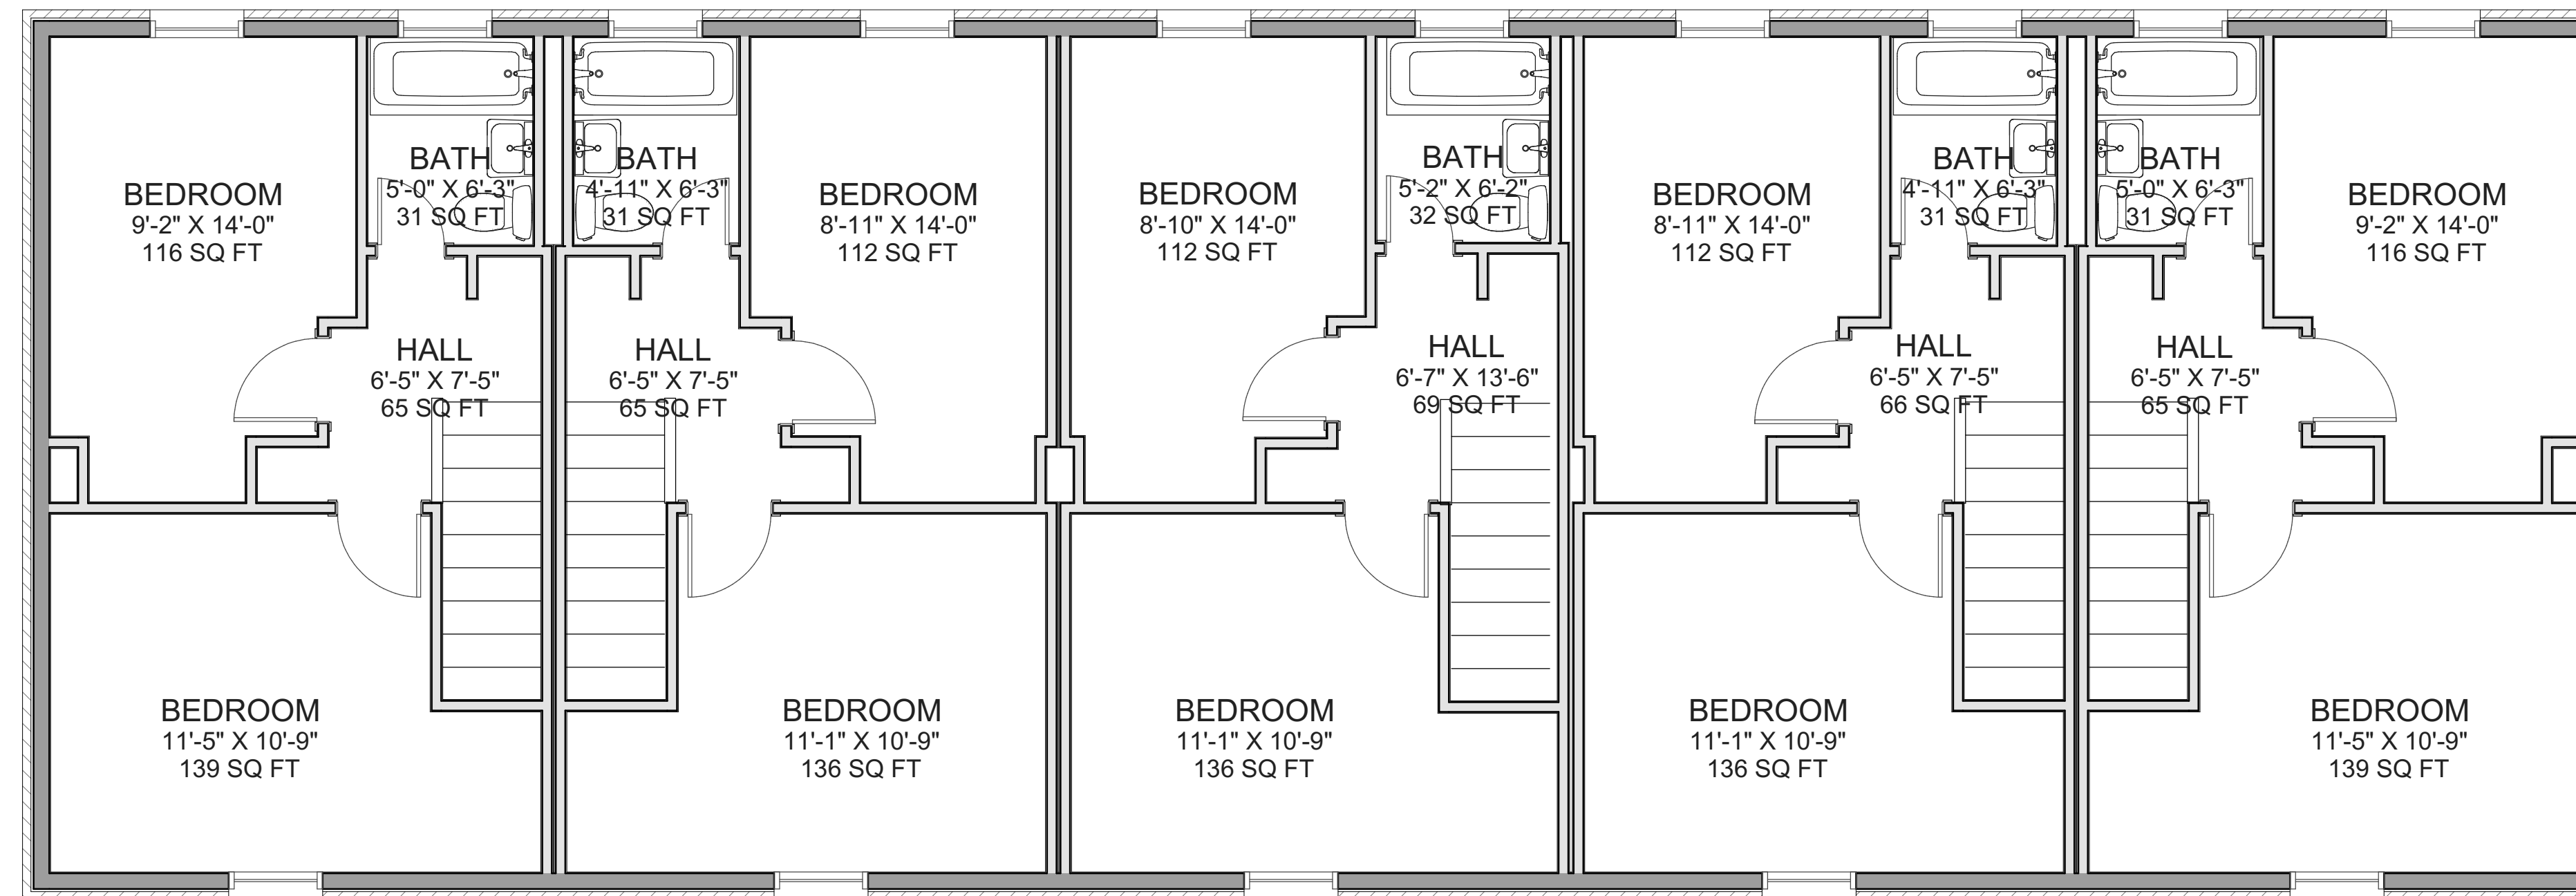 BEDROOM
9'-2" X 14'-0"
116 SQ FT
BATH
5'-0" X 6'-3"
31 SQ FT
BATH
4'-11" X 6'-3"
31 SQ FT
BEDROOM
8'-11" X 14'-0"
112 SQ FT
BEDROOM
8'-10" X 14'-0"
112 SQ FT
BATH
5'-2" X 6'-2"
32 SQ FT
BEDROOM
8'-11" X 14'-0"
112 SQ FT
BATH
4'-11" X 6'-3"
31 SQ FT
BATH
5'-0" X 6'-3"
31 SQ FT
BEDROOM
9'-2" X 14'-0"
116 SQ FT
HALL
6'-5" X 7'-5"
65 SQ FT
HALL
6'-5" X 7'-5"
65 SQ FT
HALL
6'-7" X 13'-6"
69 SQ FT
HALL
6'-5" X 7'-5"
66 SQ FT
HALL
6'-5" X 7'-5"
65 SQ FT
BEDROOM
11'-5" X 10'-9"
139 SQ FT
BEDROOM
11'-1" X 10'-9"
136 SQ FT
BEDROOM
11'-1" X 10'-9"
136 SQ FT
BEDROOM
11'-1" X 10'-9"
136 SQ FT
BEDROOM
11'-5" X 10'-9"
139 SQ FT